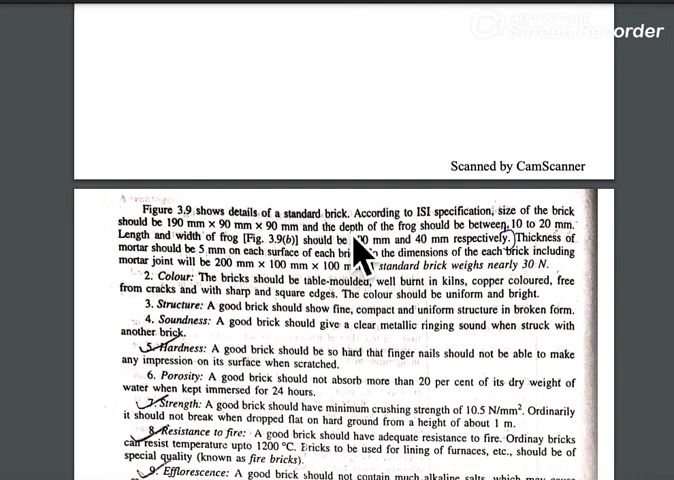 Apowersoft
Screen Recorder
Scanned by CamScanner
Figure 3.9 shows details of a standard brick. According to ISI specification, size of the brick
should be 190 mm × 90 mm × 90 mm and the depth of the frog should be between 10 to 20 mm.
Length and width of frog [Fig. 3.9(b)] should be mm and 40 mm respectively. Thickness of
mortar should be 5 mm on each surface of each the dimensions of the each brick including
mortar joint will be 200 mm × 100 mm × 100 standard brick weighs nearly 30 N.
2. Colour: The bricks should be table-moulded, well burnt in kilns, copper coloured, free
from cracks and with sharp and square edges. The colour should be uniform and bright.
3. Structure: A good brick should show fine, compact and uniform structure in broken form.
4. Soundness: A good brick should give a clear metallic ringing sound when struck with
another brick.
5. Hardness: A good brick should be so hard that finger nails should not be able to make
any impression on its surface when scratched.
6. Porosity: A good brick should not absorb more than 20 per cent of its dry weight of
water when kept immersed for 24 hours.
7. Strength: A good brick should have minimum crushing strength of 10.5 N/mm². Ordinarily
it should not break when dropped flat on hard ground from a height of about 1 m.
8. Resistance to fire: A good brick should have adequate resistance to fire. Ordinay bricks
can resist temperature upto 1200 °C. Bricks to be used for lining of furnaces, etc., should be of
special quality (known as fire bricks).
9. Efflorescence: A good brick should not contain much alkaline salts, which may cause